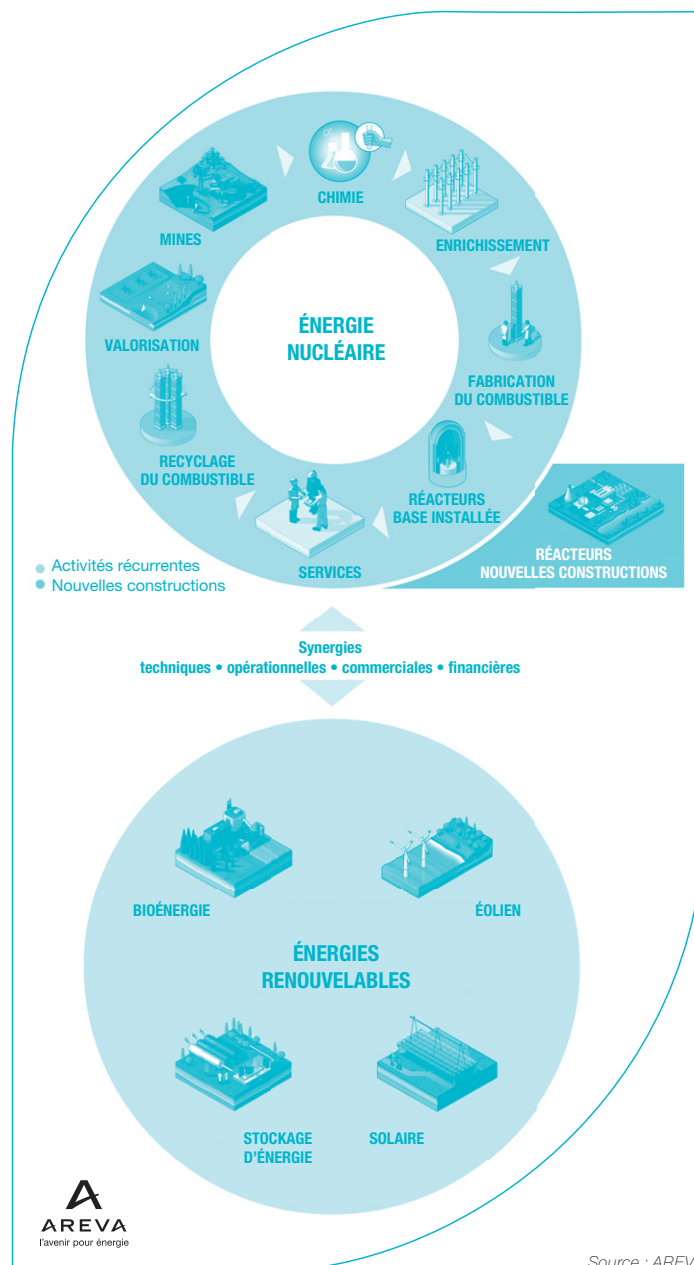 CHIMIE
MINES
ENRICHISSEMENT
ÉNERGIE
NUCLÉAIRE
VALORISATION
FABRICATION
DU COMBUSTIBLE
RECYCLAGE
DU COMBUSTIBLE
RÉACTEURS
BASE INSTALLÉE
SERVICES
RÉACTEURS
NOUVELLES CONSTRUCTIONS
Activités récurrentes
Nouvelles constructions
Synergies
techniques • opérationnelles • commerciales • financières
BIOÉNERGIE
ÉOLIEN
ÉNERGIES
RENOUVELABLES
STOCKAGE
D'ÉNERGIE
SOLAIRE
AREVA
l'avenir pour énergie
Source : AREV